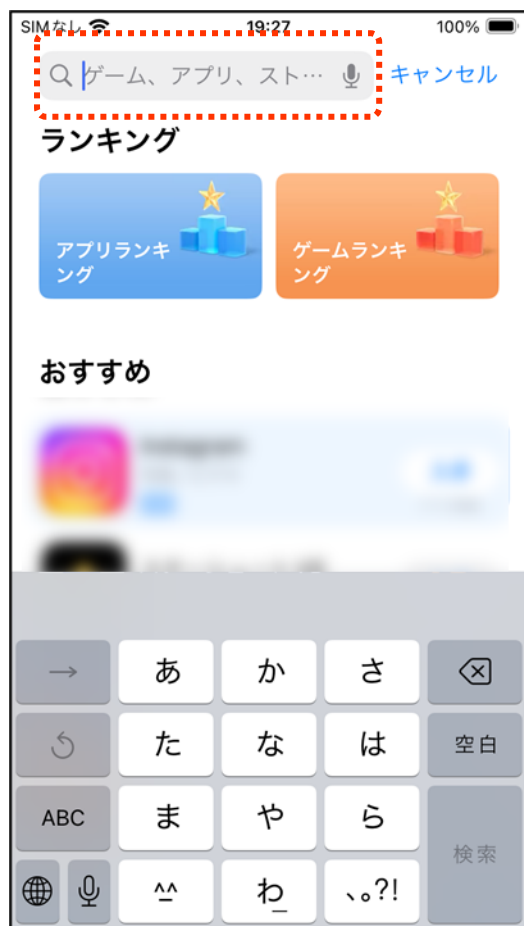 SIMなし 19:27 100%
ゲーム、アプリ、スト… キャンセル
ランキング
アプリランキ
ング
ゲームランキ
ング
おすすめ
Instagram
→ あ か さ
た な は 空白
ABC ま や ら
検索
^^ わ_ 、。?!